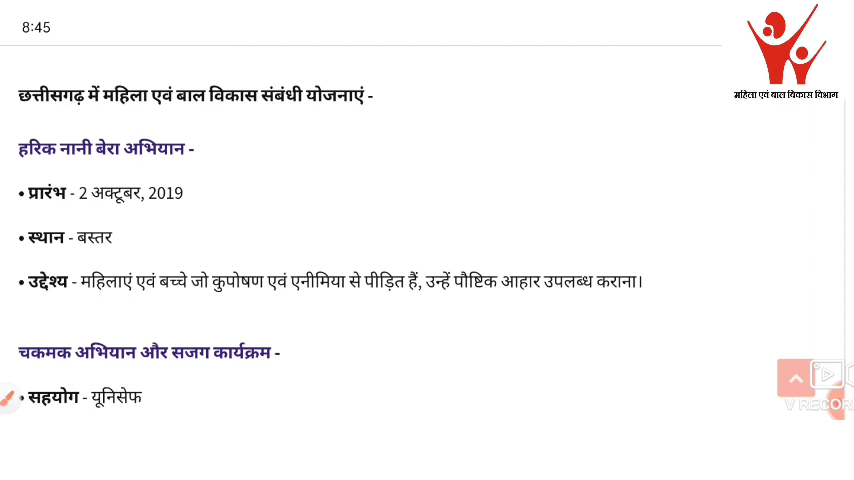 8:45
महिला एवं बाल विकास विभाग
छत्तीसगढ़ में महिला एवं बाल विकास संबंधी योजनाएं -
हरिक नानी बेरा अभियान -
• प्रारंभ - 2 अक्टूबर, 2019
• स्थान - बस्तर
• उद्देश्य - महिलाएं एवं बच्चे जो कुपोषण एवं एनीमिया से पीड़ित हैं, उन्हें पौष्टिक आहार उपलब्ध कराना।
चकमक अभियान और सजग कार्यक्रम -
• सहयोग - यूनिसेफ
V RECOR